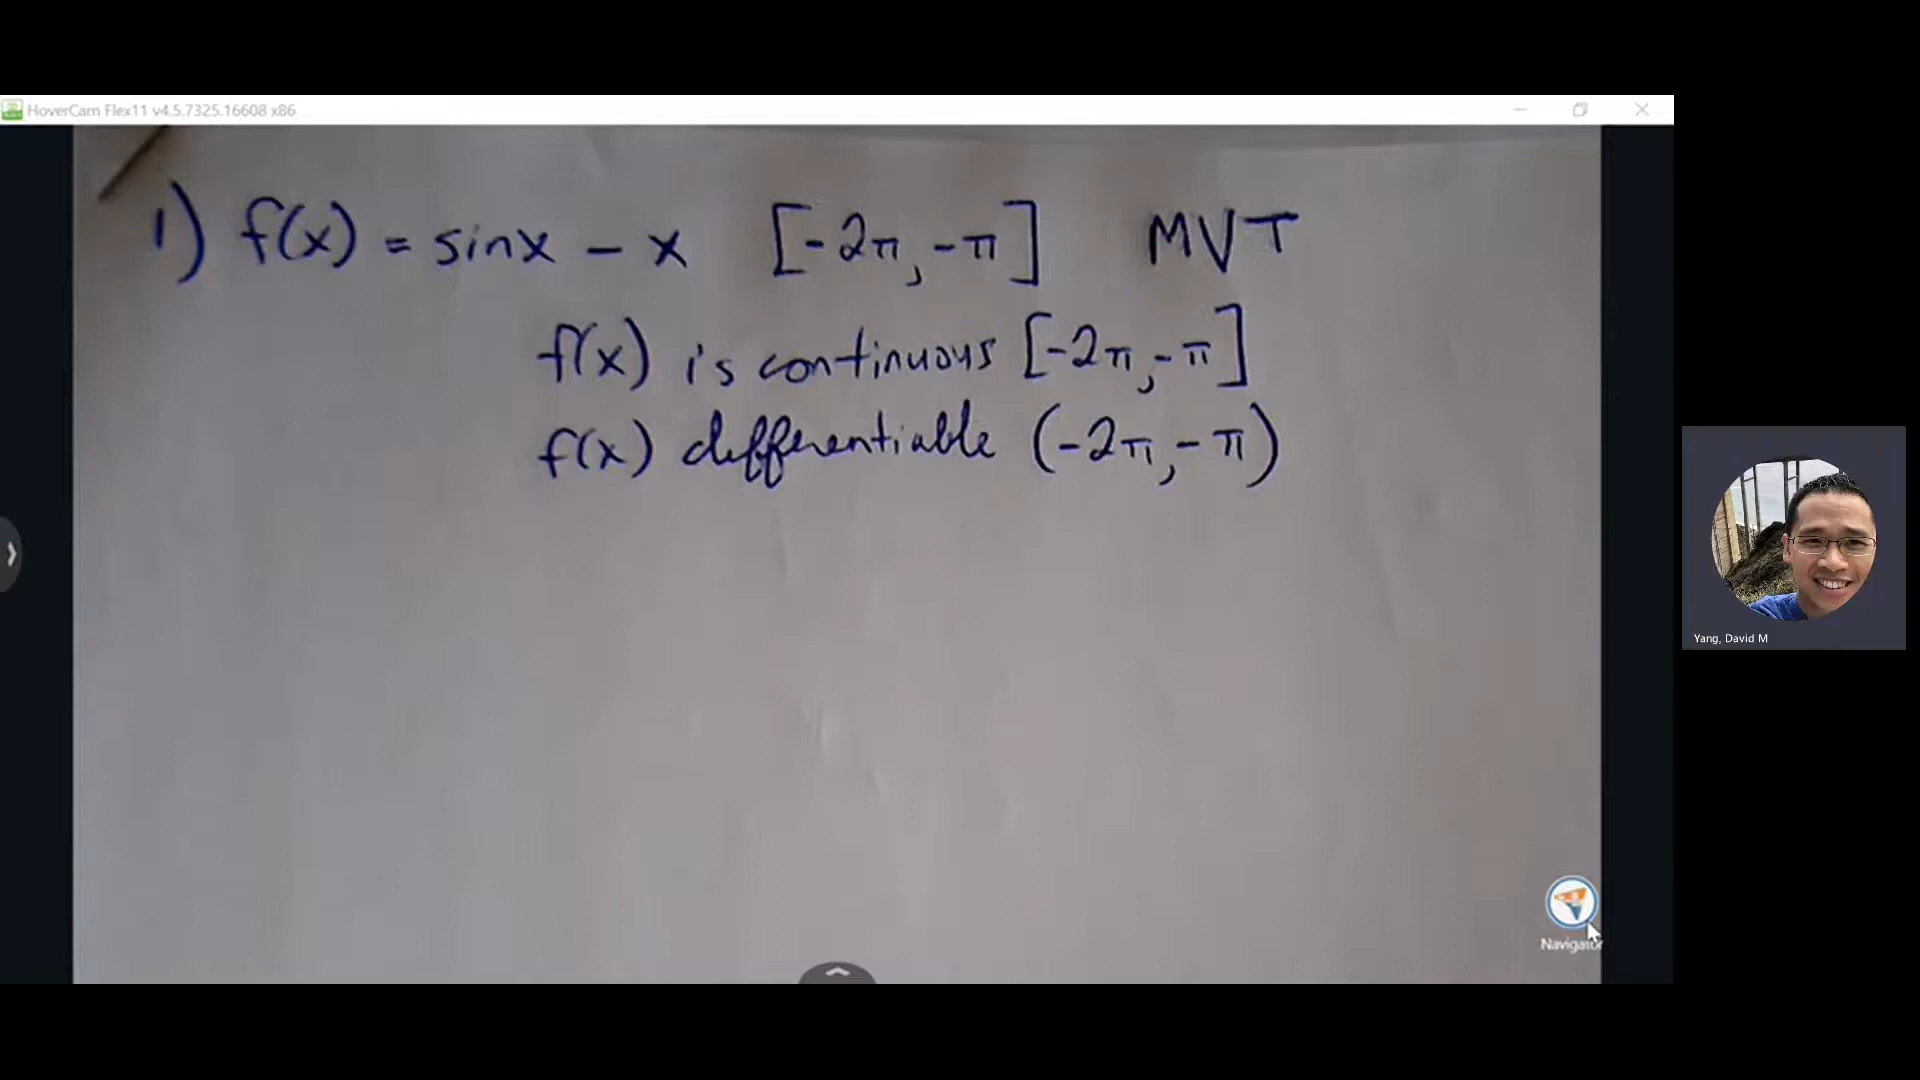 HoverCam Flex11 v4.5.7325.16608 x86
1) f(x) = sinx - x [-2π, -π] MVT
f(x) is continuous [-2π, -π]
f(x) differentiable (-2π, -π)
Yang, David M
Navigator